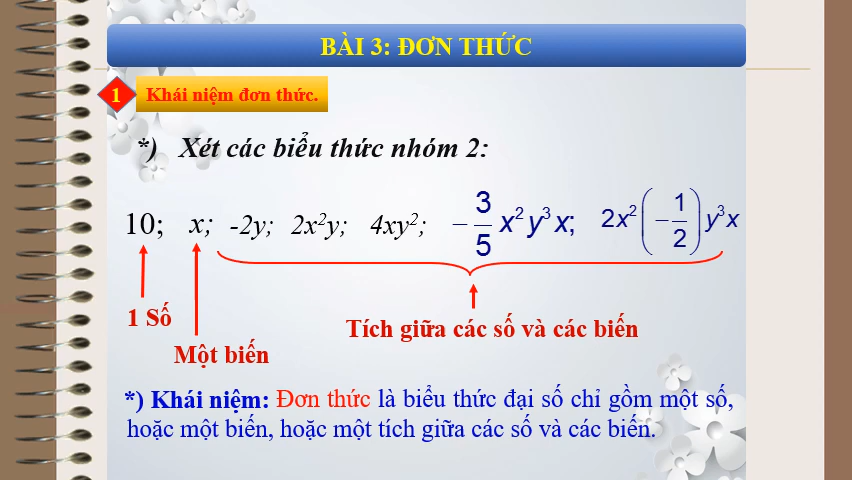 BÀI 3: ĐƠN THỨC
1 Khái niệm đơn thức.
*) Xét các biểu thức nhóm 2:
10; x; -2y; 2x²y; 4xy²; −3/5 x²y³x; 2x²(−1/2)y³x
1 Số
Tích giữa các số và các biến
Một biến
*) Khái niệm: Đơn thức là biểu thức đại số chỉ gồm một số,
hoặc một biến, hoặc một tích giữa các số và các biến.